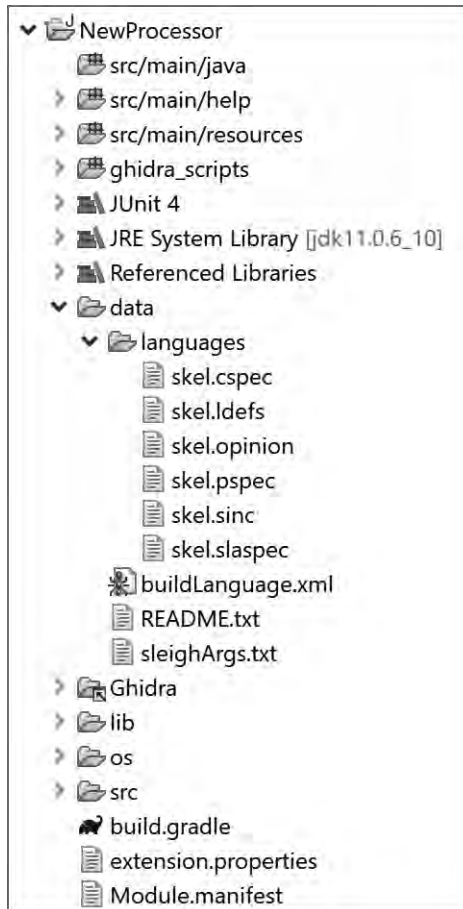 NewProcessor
src/main/java
src/main/help
src/main/resources
ghidra_scripts
JUnit 4
JRE System Library [jdk11.0.6_10]
Referenced Libraries
data
languages
skel.cspec
skel.ldefs
skel.opinion
skel.pspec
skel.sinc
skel.slaspec
buildLanguage.xml
README.txt
sleighArgs.txt
Ghidra
lib
os
src
build.gradle
extension.properties
Module.manifest